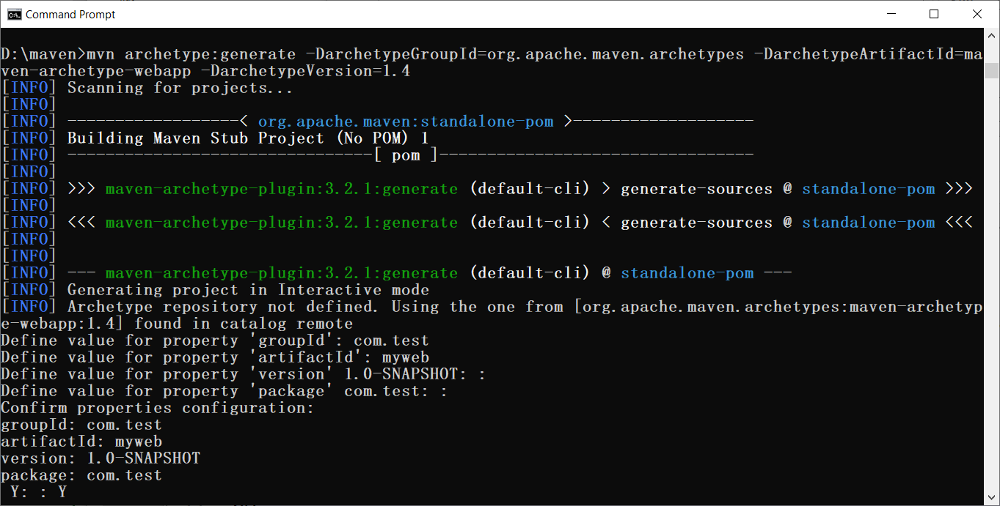 Command Prompt
D:\maven>mvn archetype:generate -DarchetypeGroupId=org.apache.maven.archetypes -DarchetypeArtifactId=ma
ven-archetype-webapp -DarchetypeVersion=1.4
[INFO] Scanning for projects...
[INFO]
[INFO] ------------------< org.apache.maven:standalone-pom >-------------------
[INFO] Building Maven Stub Project (No POM) 1
[INFO] --------------------------------[ pom ]---------------------------------
[INFO]
[INFO] >>> maven-archetype-plugin:3.2.1:generate (default-cli) > generate-sources @ standalone-pom >>>
[INFO]
[INFO] <<< maven-archetype-plugin:3.2.1:generate (default-cli) < generate-sources @ standalone-pom <<<
[INFO]
[INFO]
[INFO] --- maven-archetype-plugin:3.2.1:generate (default-cli) @ standalone-pom ---
[INFO] Generating project in Interactive mode
[INFO] Archetype repository not defined. Using the one from [org.apache.maven.archetypes:maven-archetyp
e-webapp:1.4] found in catalog remote
Define value for property 'groupId': com.test
Define value for property 'artifactId': myweb
Define value for property 'version' 1.0-SNAPSHOT: :
Define value for property 'package' com.test: :
Confirm properties configuration:
groupId: com.test
artifactId: myweb
version: 1.0-SNAPSHOT
package: com.test
 Y: : Y